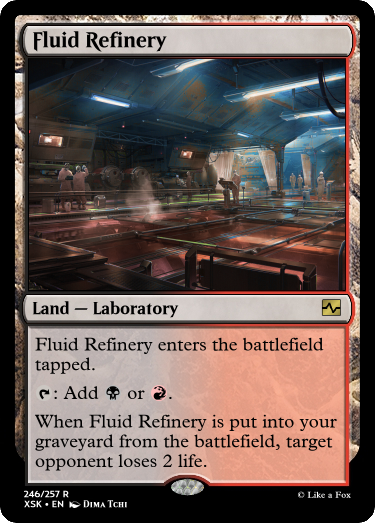 Fluid Refinery
Land — Laboratory
Fluid Refinery enters the battlefield
tapped.
: Add or .
When Fluid Refinery is put into your
graveyard from the battlefield, target
opponent loses 2 life.
246/257 R
XSK • EN Dima Tchi
© Like a Fox